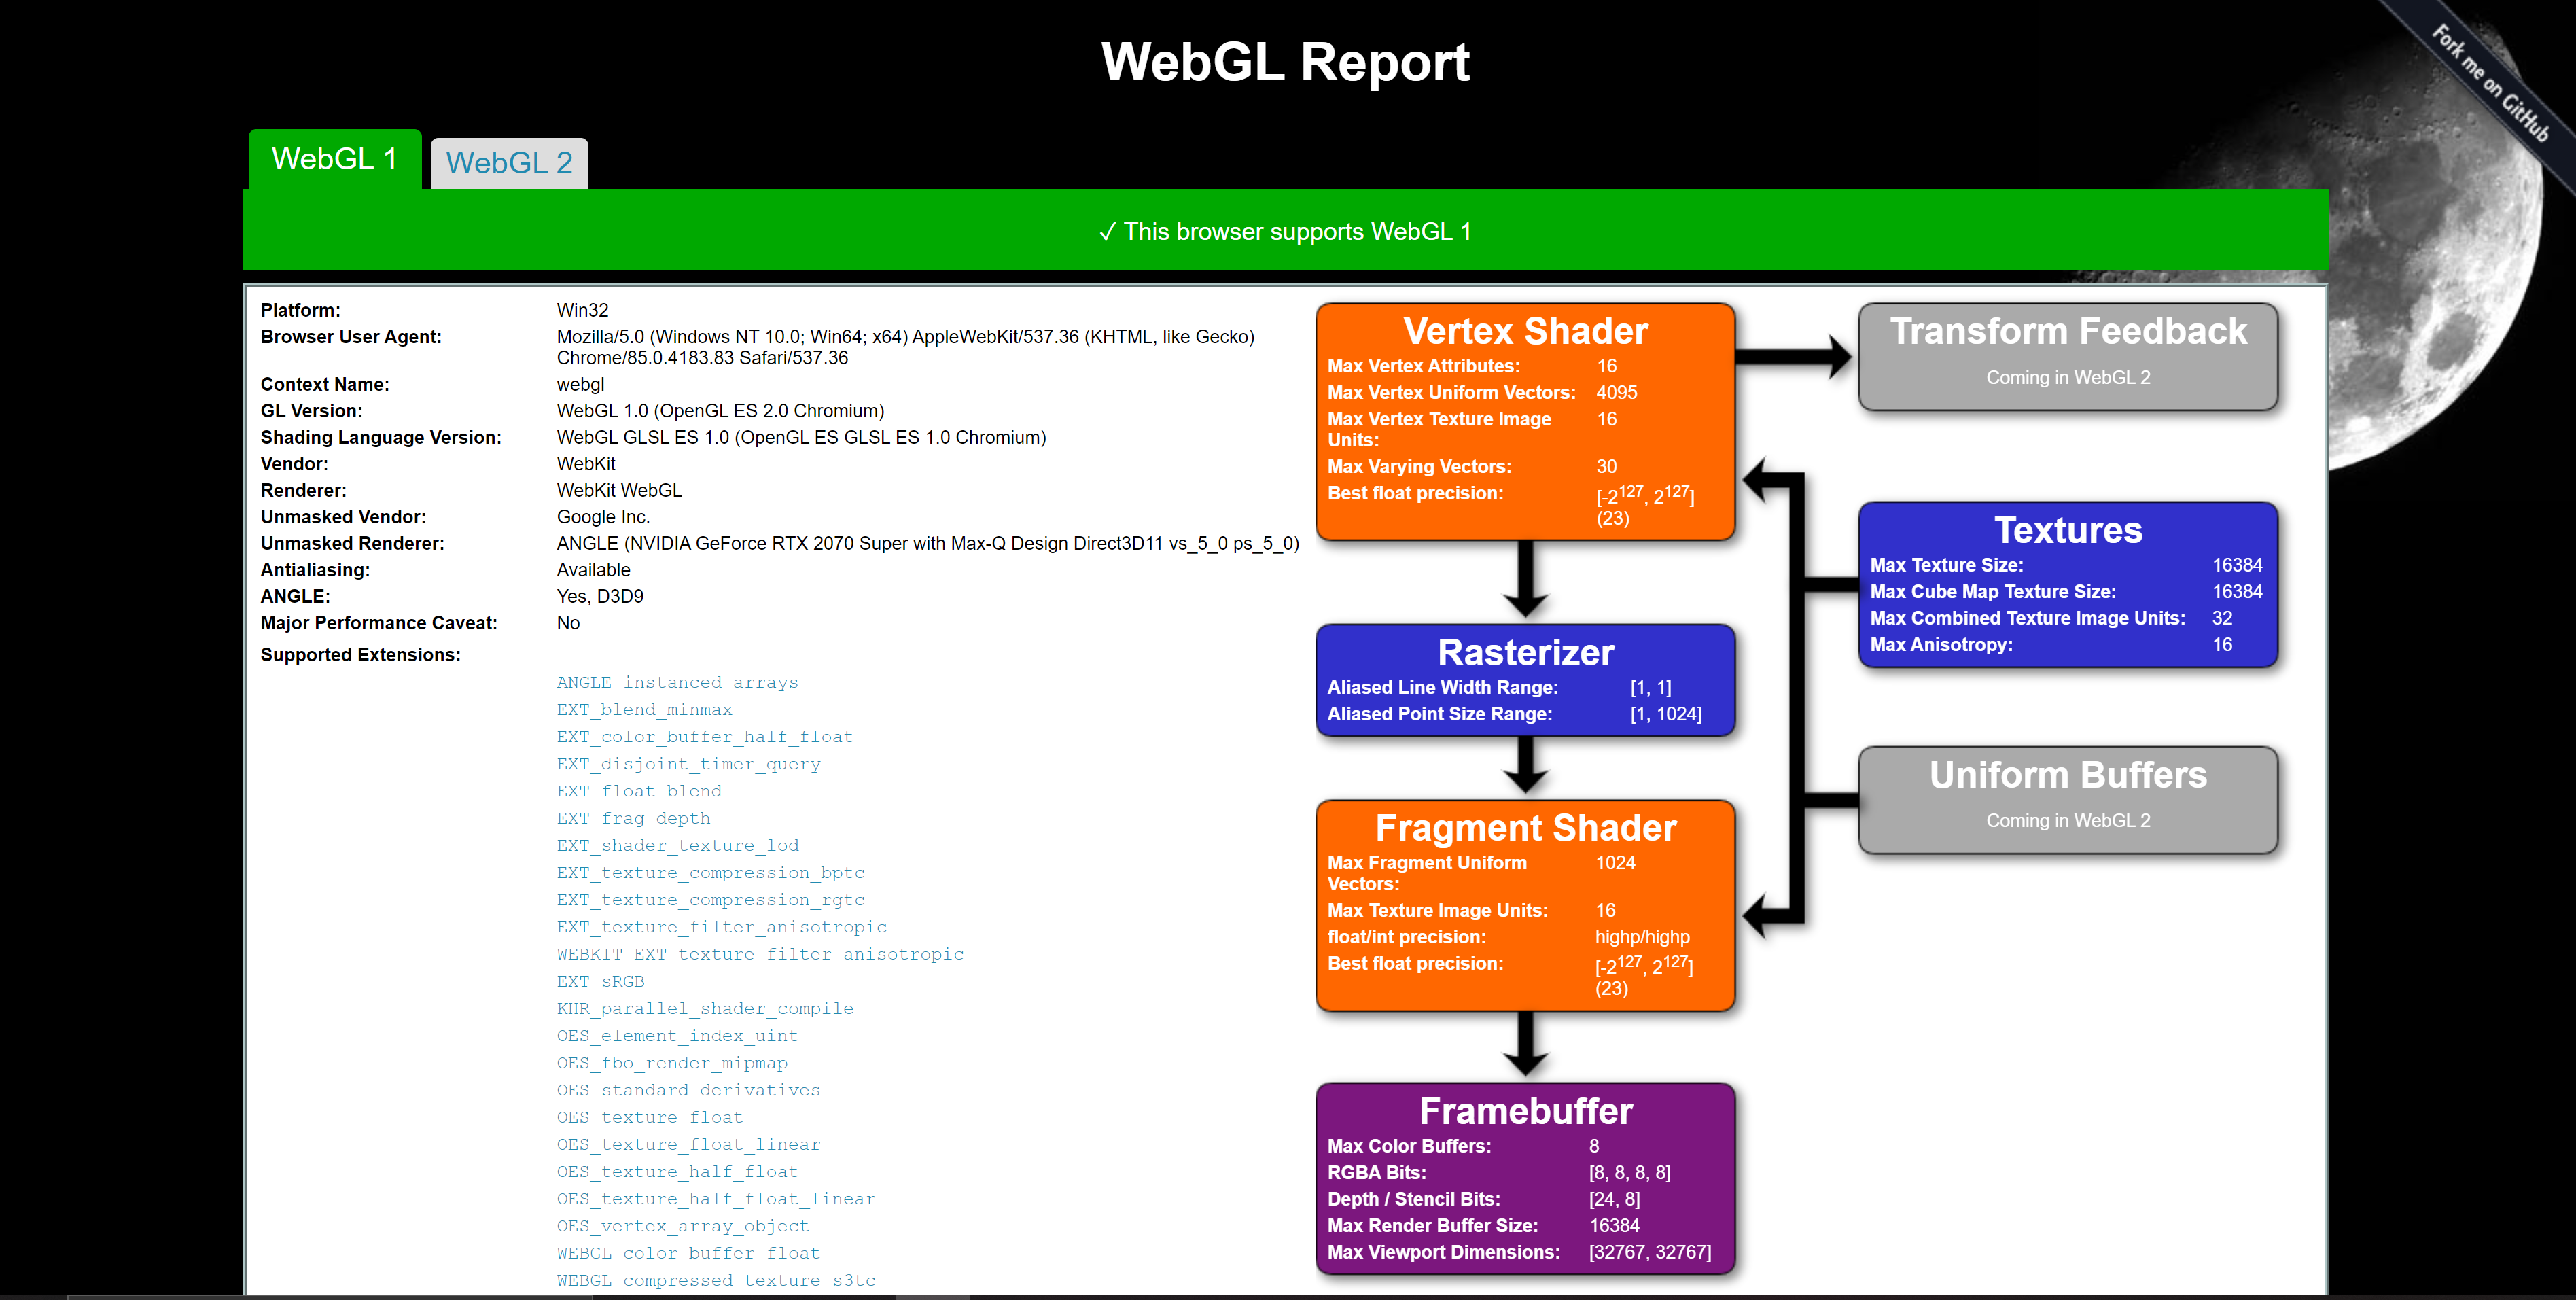 WebGL Report
Fork me on GitHub
WebGL 1
WebGL 2
✓ This browser supports WebGL 1
Platform: Win32
Browser User Agent: Mozilla/5.0 (Windows NT 10.0; Win64; x64) AppleWebKit/537.36 (KHTML, like Gecko)
Chrome/85.0.4183.83 Safari/537.36
Context Name: webgl
GL Version: WebGL 1.0 (OpenGL ES 2.0 Chromium)
Shading Language Version: WebGL GLSL ES 1.0 (OpenGL ES GLSL ES 1.0 Chromium)
Vendor: WebKit
Renderer: WebKit WebGL
Unmasked Vendor: Google Inc.
Unmasked Renderer: ANGLE (NVIDIA GeForce RTX 2070 Super with Max-Q Design Direct3D11 vs_5_0 ps_5_0)
Antialiasing: Available
ANGLE: Yes, D3D9
Major Performance Caveat: No
Supported Extensions:
ANGLE_instanced_arrays
EXT_blend_minmax
EXT_color_buffer_half_float
EXT_disjoint_timer_query
EXT_float_blend
EXT_frag_depth
EXT_shader_texture_lod
EXT_texture_compression_bptc
EXT_texture_compression_rgtc
EXT_texture_filter_anisotropic
WEBKIT_EXT_texture_filter_anisotropic
EXT_sRGB
KHR_parallel_shader_compile
OES_element_index_uint
OES_fbo_render_mipmap
OES_standard_derivatives
OES_texture_float
OES_texture_float_linear
OES_texture_half_float
OES_texture_half_float_linear
OES_vertex_array_object
WEBGL_color_buffer_float
WEBGL_compressed_texture_s3tc
Vertex Shader
Max Vertex Attributes: 16
Max Vertex Uniform Vectors: 4095
Max Vertex Texture Image 16
Units:
Max Varying Vectors: 30
Best float precision: [-2^127, 2^127]
(23)
Transform Feedback
Coming in WebGL 2
Textures
Max Texture Size: 16384
Max Cube Map Texture Size: 16384
Max Combined Texture Image Units: 32
Max Anisotropy: 16
Rasterizer
Aliased Line Width Range: [1, 1]
Aliased Point Size Range: [1, 1024]
Uniform Buffers
Coming in WebGL 2
Fragment Shader
Max Fragment Uniform 1024
Vectors:
Max Texture Image Units: 16
float/int precision: highp/highp
Best float precision: [-2^127, 2^127]
(23)
Framebuffer
Max Color Buffers: 8
RGBA Bits: [8, 8, 8, 8]
Depth / Stencil Bits: [24, 8]
Max Render Buffer Size: 16384
Max Viewport Dimensions: [32767, 32767]